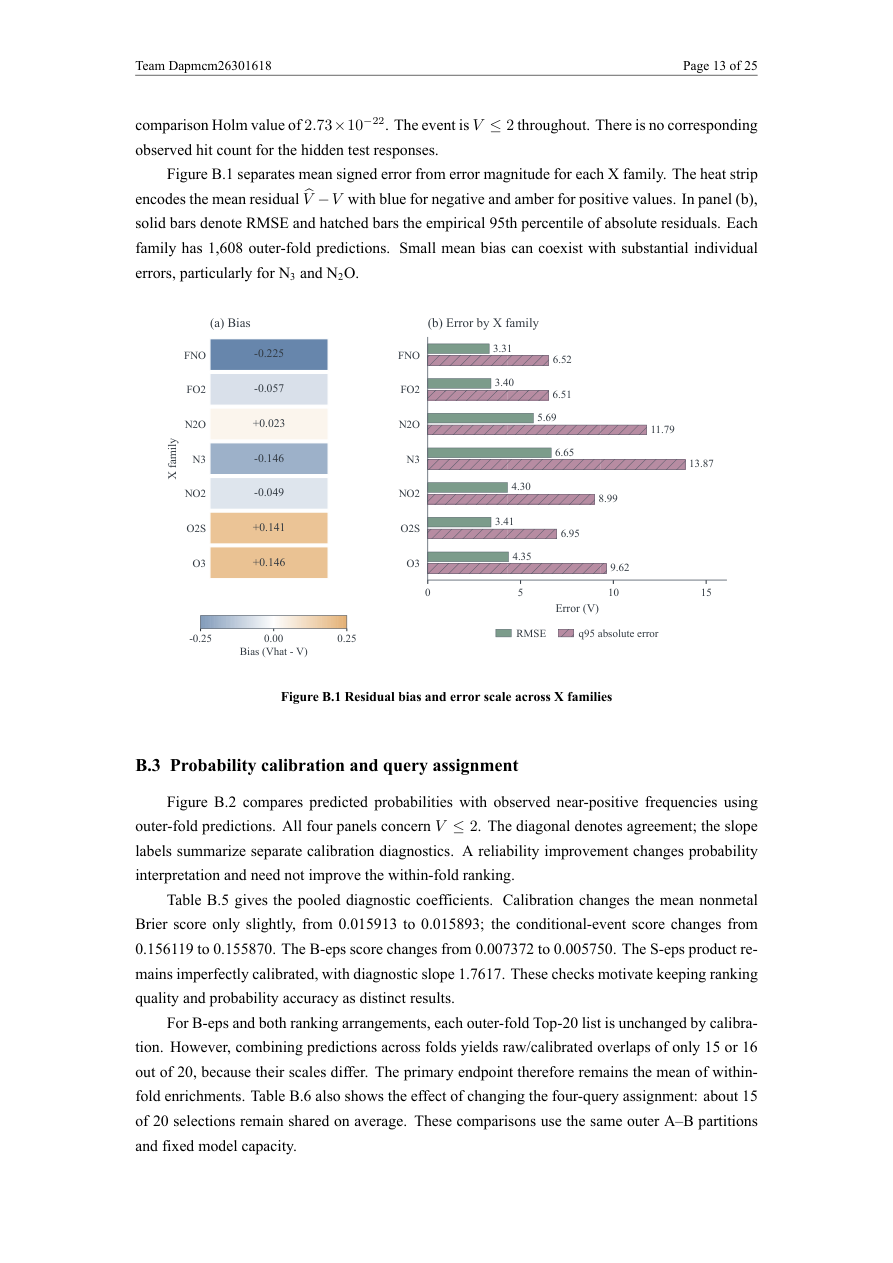 Team Dapmcm26301618 Page 13 of 25
comparison Holm value of 2.73×10⁻²². The event is V ≤ 2 throughout. There is no corresponding
observed hit count for the hidden test responses.
Figure B.1 separates mean signed error from error magnitude for each X family. The heat strip
encodes the mean residual V̂ − V with blue for negative and amber for positive values. In panel (b),
solid bars denote RMSE and hatched bars the empirical 95th percentile of absolute residuals. Each
family has 1,608 outer-fold predictions. Small mean bias can coexist with substantial individual
errors, particularly for N₃ and N₂O.
(a) Bias
X family
FNO -0.225
FO2 -0.057
N2O +0.023
N3 -0.146
NO2 -0.049
O2S +0.141
O3 +0.146
-0.25 0.00 0.25
Bias (Vhat - V)
(b) Error by X family
FNO 3.31 6.52
FO2 3.40 6.51
N2O 5.69 11.79
N3 6.65 13.87
NO2 4.30 8.99
O2S 3.41 6.95
O3 4.35 9.62
0 5 10 15
Error (V)
RMSE q95 absolute error
Figure B.1 Residual bias and error scale across X families
B.3 Probability calibration and query assignment
Figure B.2 compares predicted probabilities with observed near-positive frequencies using
outer-fold predictions. All four panels concern V ≤ 2. The diagonal denotes agreement; the slope
labels summarize separate calibration diagnostics. A reliability improvement changes probability
interpretation and need not improve the within-fold ranking.
Table B.5 gives the pooled diagnostic coefficients. Calibration changes the mean nonmetal
Brier score only slightly, from 0.015913 to 0.015893; the conditional-event score changes from
0.156119 to 0.155870. The B-eps score changes from 0.007372 to 0.005750. The S-eps product re-
mains imperfectly calibrated, with diagnostic slope 1.7617. These checks motivate keeping ranking
quality and probability accuracy as distinct results.
For B-eps and both ranking arrangements, each outer-fold Top-20 list is unchanged by calibra-
tion. However, combining predictions across folds yields raw/calibrated overlaps of only 15 or 16
out of 20, because their scales differ. The primary endpoint therefore remains the mean of within-
fold enrichments. Table B.6 also shows the effect of changing the four-query assignment: about 15
of 20 selections remain shared on average. These comparisons use the same outer A–B partitions
and fixed model capacity.